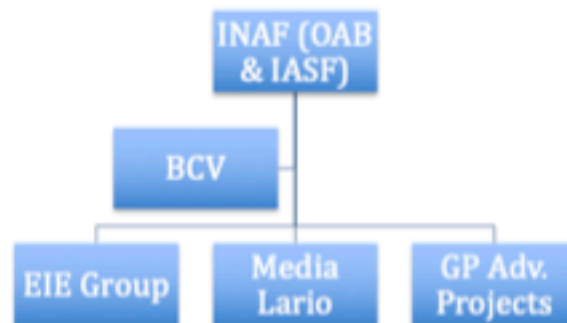 INAF (OAB
& IASF)
BCV
EIE Group
Media
Lario
GP Adv.
Projects